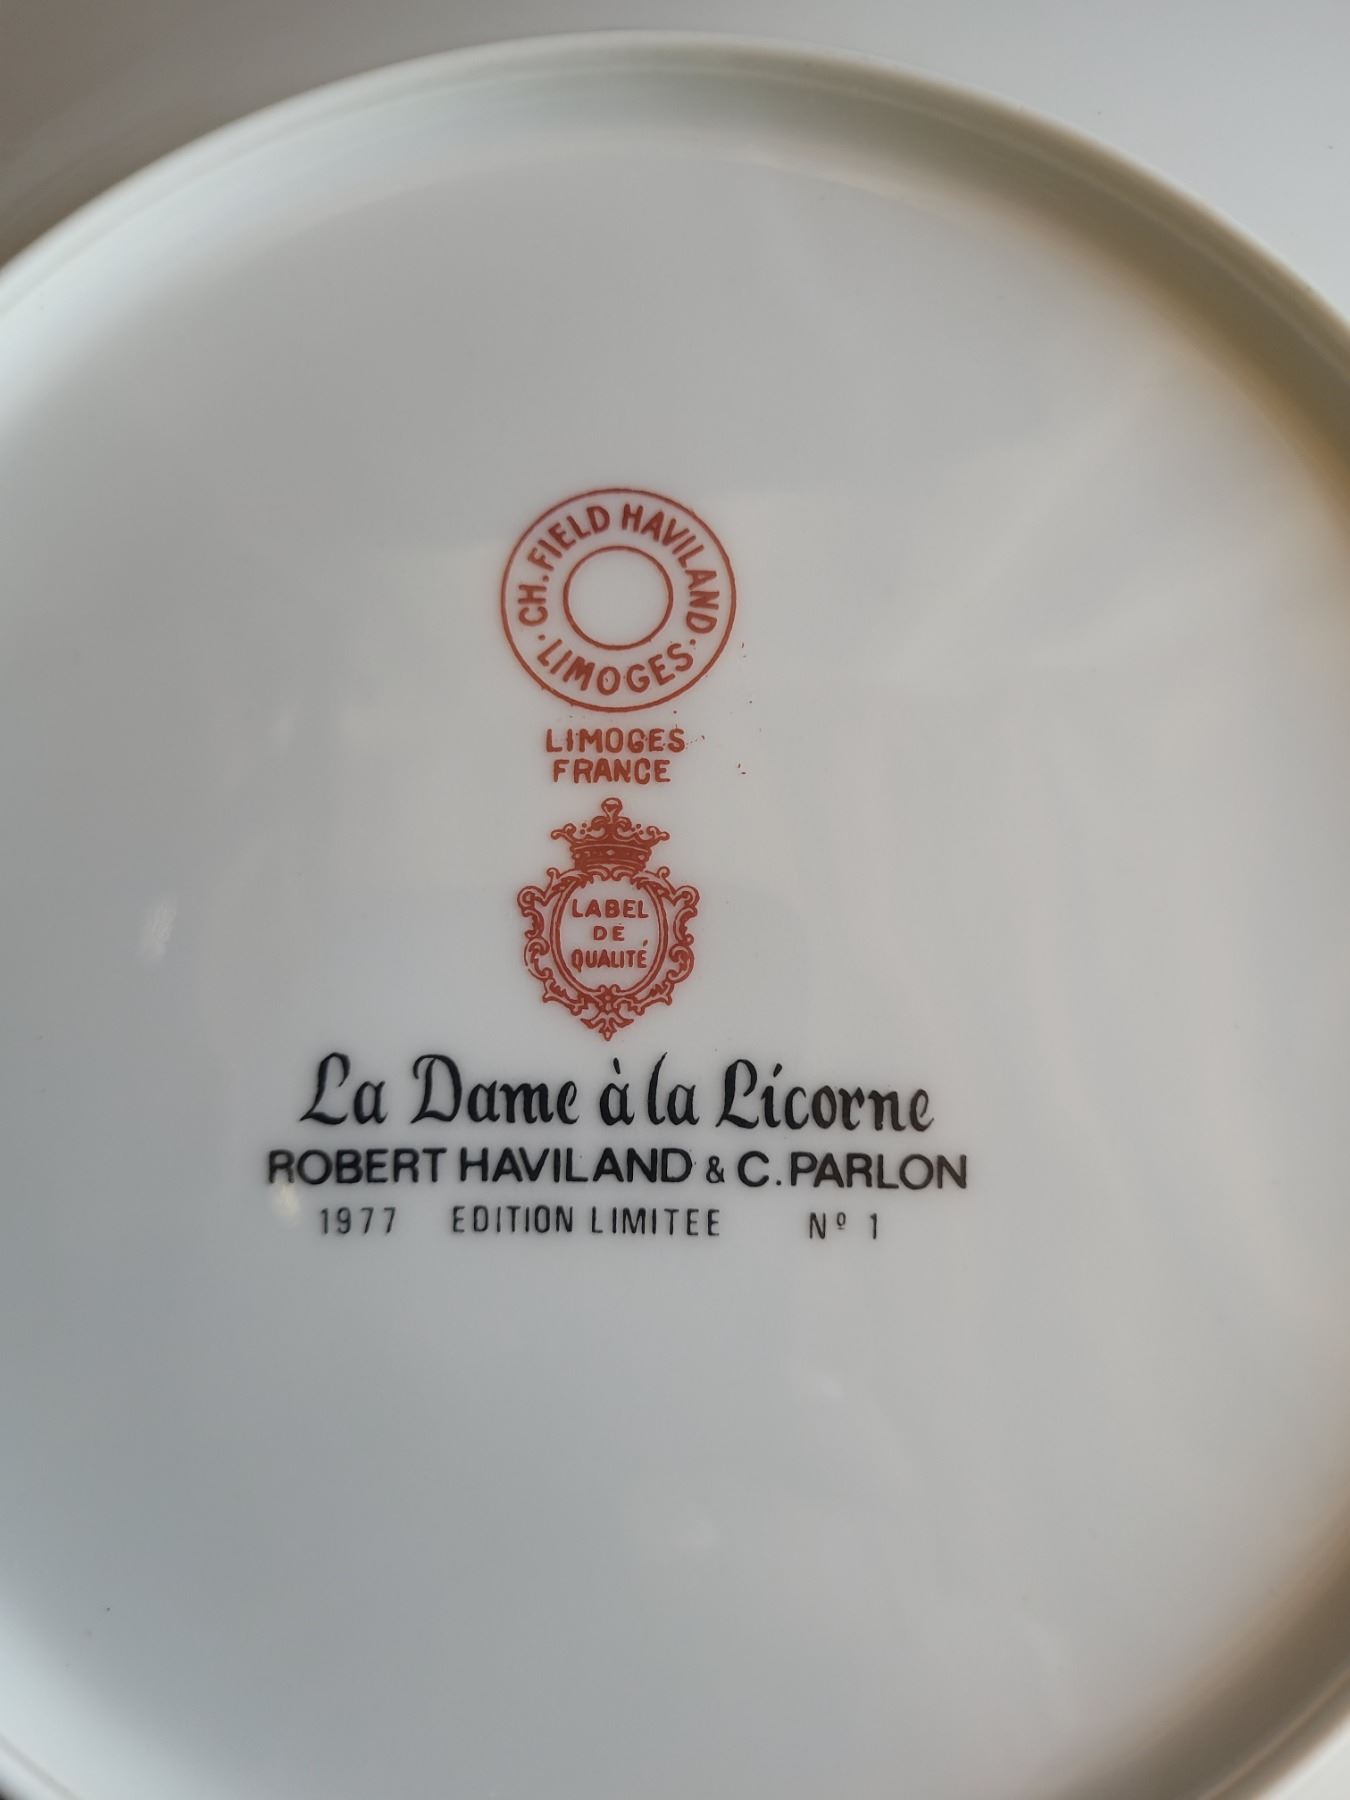 CH. FIELD HAVILAND
· LIMOGES ·
LIMOGES
FRANCE
LABEL
DE
QUALITÉ
La Dame à la Licorne
ROBERT HAVILAND & C. PARLON
1977 EDITION LIMITEE Nº 1